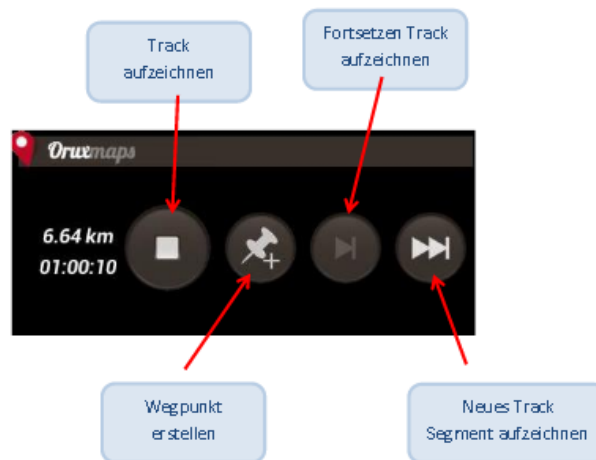 Track
aufzeichnen
Fortsetzen Track
aufzeichnen
Oruxmaps
6.64 km
01:00:10
Wegpunkt
erstellen
Neues Track
Segment aufzeichnen